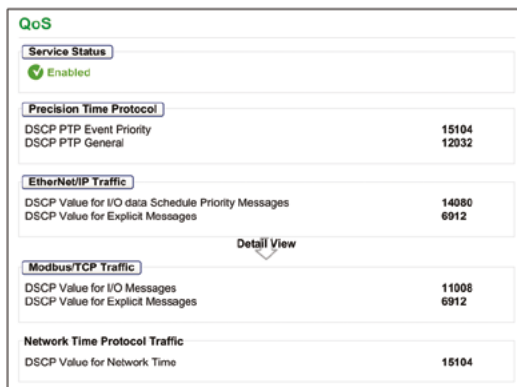 QoS
Service Status
Enabled
Precision Time Protocol
DSCP PTP Event Priority 15104
DSCP PTP General 12032
EtherNet/IP Traffic
DSCP Value for I/O data Schedule Priority Messages 14080
DSCP Value for Explicit Messages 6912
Detail View
Modbus/TCP Traffic
DSCP Value for I/O Messages 11008
DSCP Value for Explicit Messages 6912
Network Time Protocol Traffic
DSCP Value for Network Time 15104